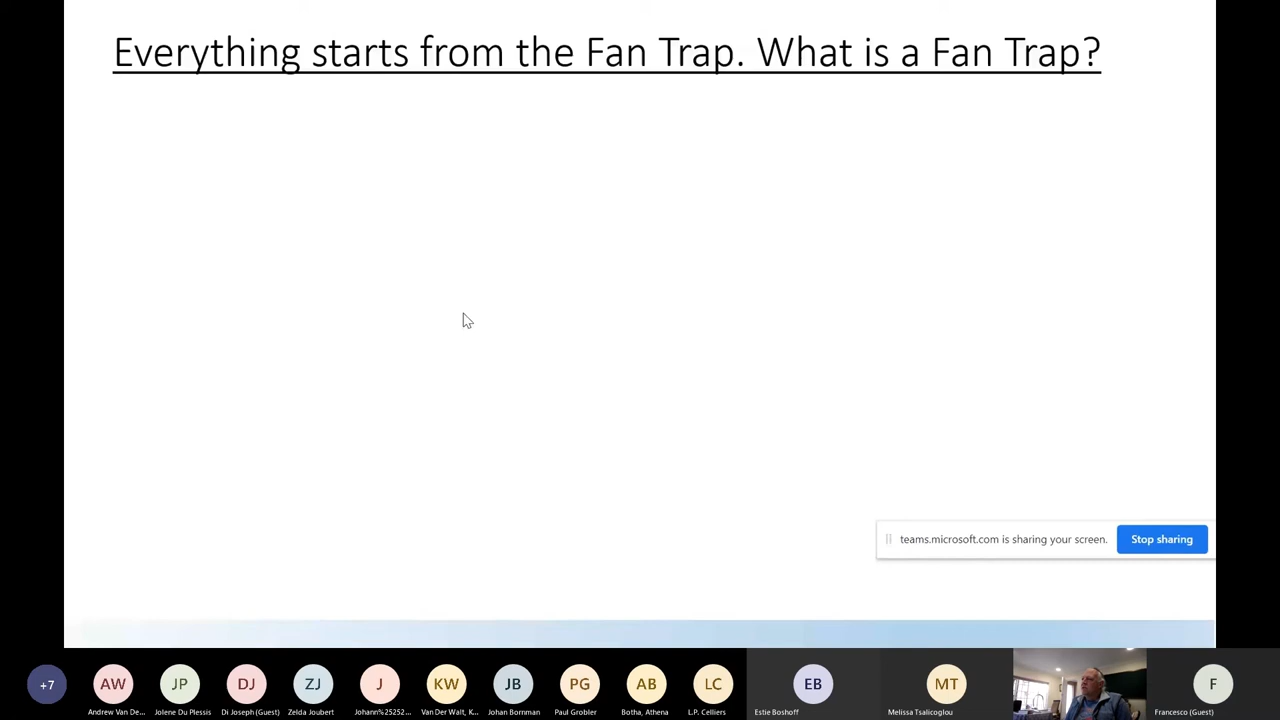 Everything starts from the Fan Trap. What is a Fan Trap?
teams.microsoft.com is sharing your screen.
Stop sharing
+7
AW
JP
DJ
ZJ
J
KW
JB
PG
AB
LC
EB
MT
F
Andrew Van De...
Jolene Du Plessis
Di Joseph (Guest)
Zelda Joubert
Johann%25252...
Van Der Walt, K...
Johan Bornman
Paul Grobler
Botha, Athena
L.P. Celliers
Estie Boshoff
Melissa Tsalicoglou
Francesco (Guest)